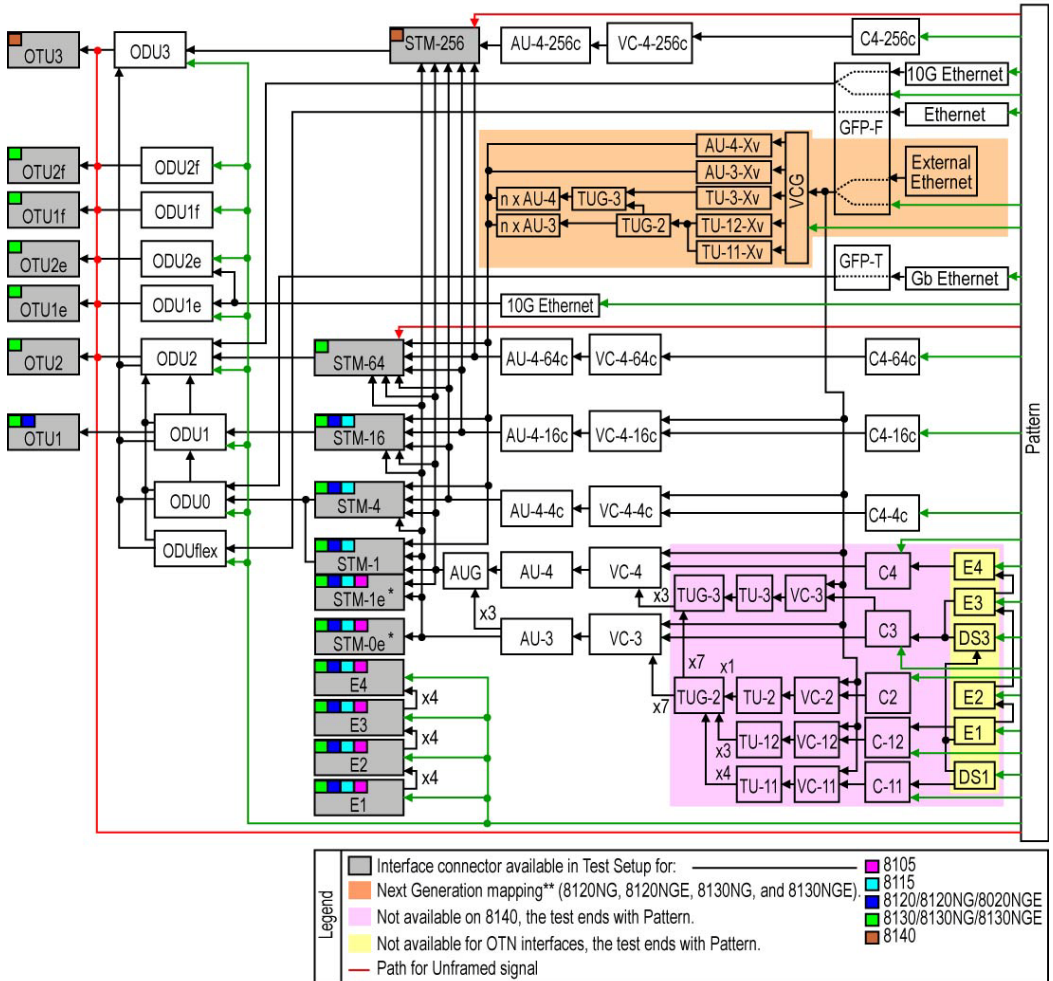 OTU3
ODU3
STM-256
AU-4-256c
VC-4-256c
C4-256c
10G Ethernet
Ethernet
GFP-F
External
Ethernet
AU-4-Xv
AU-3-Xv
TU-3-Xv
TU-12-Xv
TU-11-Xv
VCG
n x AU-4
TUG-3
n x AU-3
TUG-2
OTU2f
ODU2f
OTU1f
ODU1f
OTU2e
ODU2e
OTU1e
ODU1e
GFP-T
Gb Ethernet
10G Ethernet
OTU2
ODU2
STM-64
AU-4-64c
VC-4-64c
C4-64c
Pattern
OTU1
ODU1
STM-16
AU-4-16c
VC-4-16c
C4-16c
ODU0
STM-4
AU-4-4c
VC-4-4c
C4-4c
ODUflex
STM-1
STM-1e*
AUG
AU-4
VC-4
C4
E4
x3
x3
TUG-3
TU-3
VC-3
E3
STM-0e*
AU-3
VC-3
C3
DS3
x7
x1
x7
TUG-2
TU-2
VC-2
C2
E2
E4
x4
E3
x4
E2
x4
E1
x3
TU-12
VC-12
C-12
E1
x4
TU-11
VC-11
C-11
DS1
Legend
Interface connector available in Test Setup for:
Next Generation mapping** (8120NG, 8120NGE, 8130NG, and 8130NGE).
Not available on 8140, the test ends with Pattern.
Not available for OTN interfaces, the test ends with Pattern.
Path for Unframed signal
8105
8115
8120/8120NG/8020NGE
8130/8130NG/8130NGE
8140